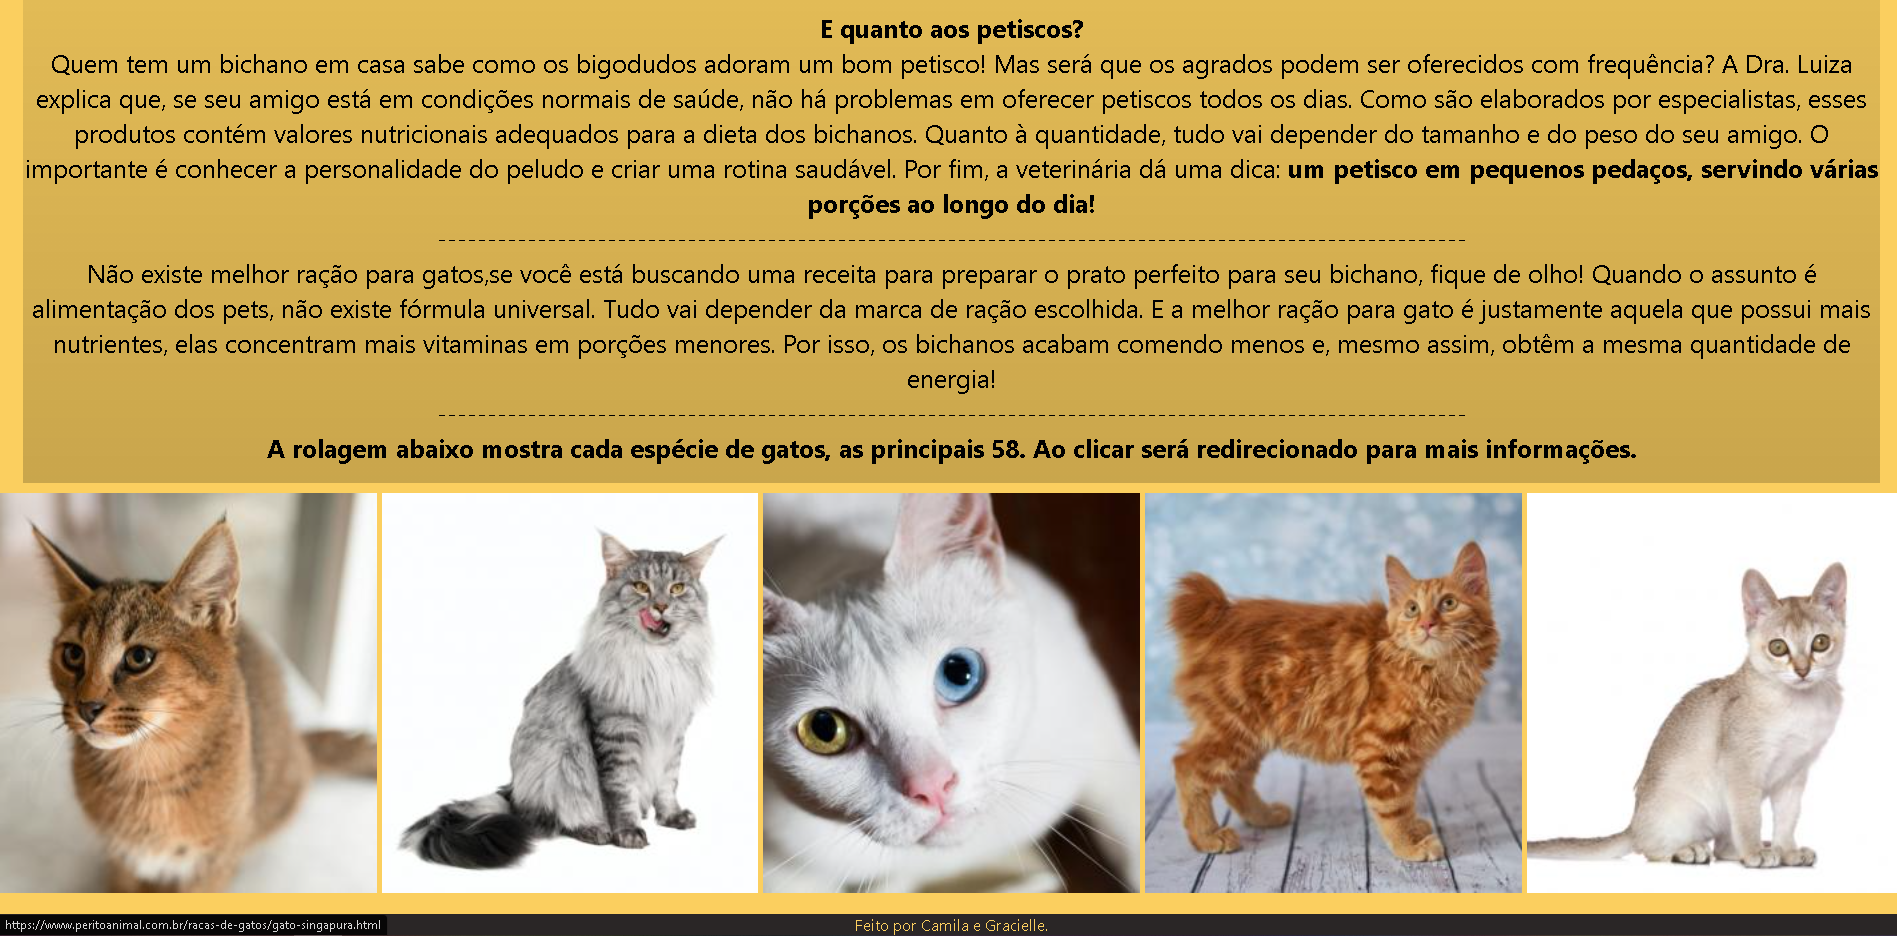 E quanto aos petiscos?
Quem tem um bichano em casa sabe como os bigodudos adoram um bom petisco! Mas será que os agrados podem ser oferecidos com frequência? A Dra. Luiza
explica que, se seu amigo está em condições normais de saúde, não há problemas em oferecer petiscos todos os dias. Como são elaborados por especialistas, esses
produtos contém valores nutricionais adequados para a dieta dos bichanos. Quanto à quantidade, tudo vai depender do tamanho e do peso do seu amigo. O
importante é conhecer a personalidade do peludo e criar uma rotina saudável. Por fim, a veterinária dá uma dica: um petisco em pequenos pedaços, servindo várias
porções ao longo do dia!
Não existe melhor ração para gatos,se você está buscando uma receita para preparar o prato perfeito para seu bichano, fique de olho! Quando o assunto é
alimentação dos pets, não existe fórmula universal. Tudo vai depender da marca de ração escolhida. E a melhor ração para gato é justamente aquela que possui mais
nutrientes, elas concentram mais vitaminas em porções menores. Por isso, os bichanos acabam comendo menos e, mesmo assim, obtêm a mesma quantidade de
energia!
A rolagem abaixo mostra cada espécie de gatos, as principais 58. Ao clicar será redirecionado para mais informações.
https://www.peritoanimal.com.br/racas-de-gatos/gato-singapura.html
Feito por Camila e Gracielle.